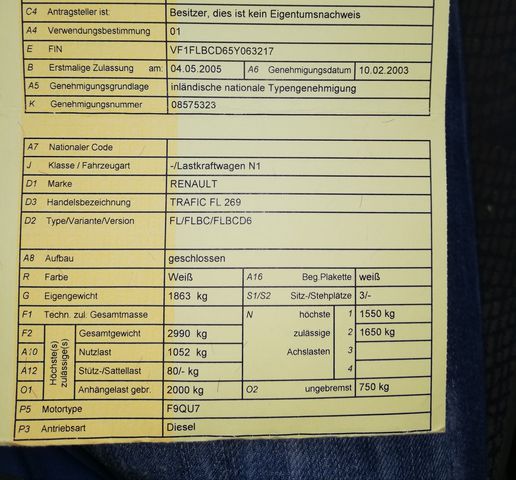 C4 Antragsteller ist: Besitzer, dies ist kein Eigentumsnachweis
A4 Verwendungsbestimmung 01
E FIN VF1FLBCD65Y063217
B Erstmalige Zulassung am: 04.05.2005 A6 Genehmigungsdatum 10.02.2003
A5 Genehmigungsgrundlage inländische nationale Typengenehmigung
K Genehmigungsnummer 08575323
A7 Nationaler Code
J Klasse / Fahrzeugart -/Lastkraftwagen N1
D1 Marke RENAULT
D3 Handelsbezeichnung TRAFIC FL 269
D2 Type/Variante/Version FL/FLBC/FLBCD6
A8 Aufbau geschlossen
R Farbe Weiß A16 Beg.Plakette weiß
G Eigengewicht 1863 kg S1/S2 Sitz-/Stehplätze 3/-
F1 Techn. zul. Gesamtmasse N höchste 1 1550 kg
F2 Höchste(s) zulässige(s) Gesamtgewicht 2990 kg zulässige 2 1650 kg
A10 Nutzlast 1052 kg Achslasten 3
A12 Stütz-/Sattellast 80/- kg 4
O1 Anhängelast gebr. 2000 kg O2 ungebremst 750 kg
P5 Motortype F9QU7
P3 Antriebsart Diesel